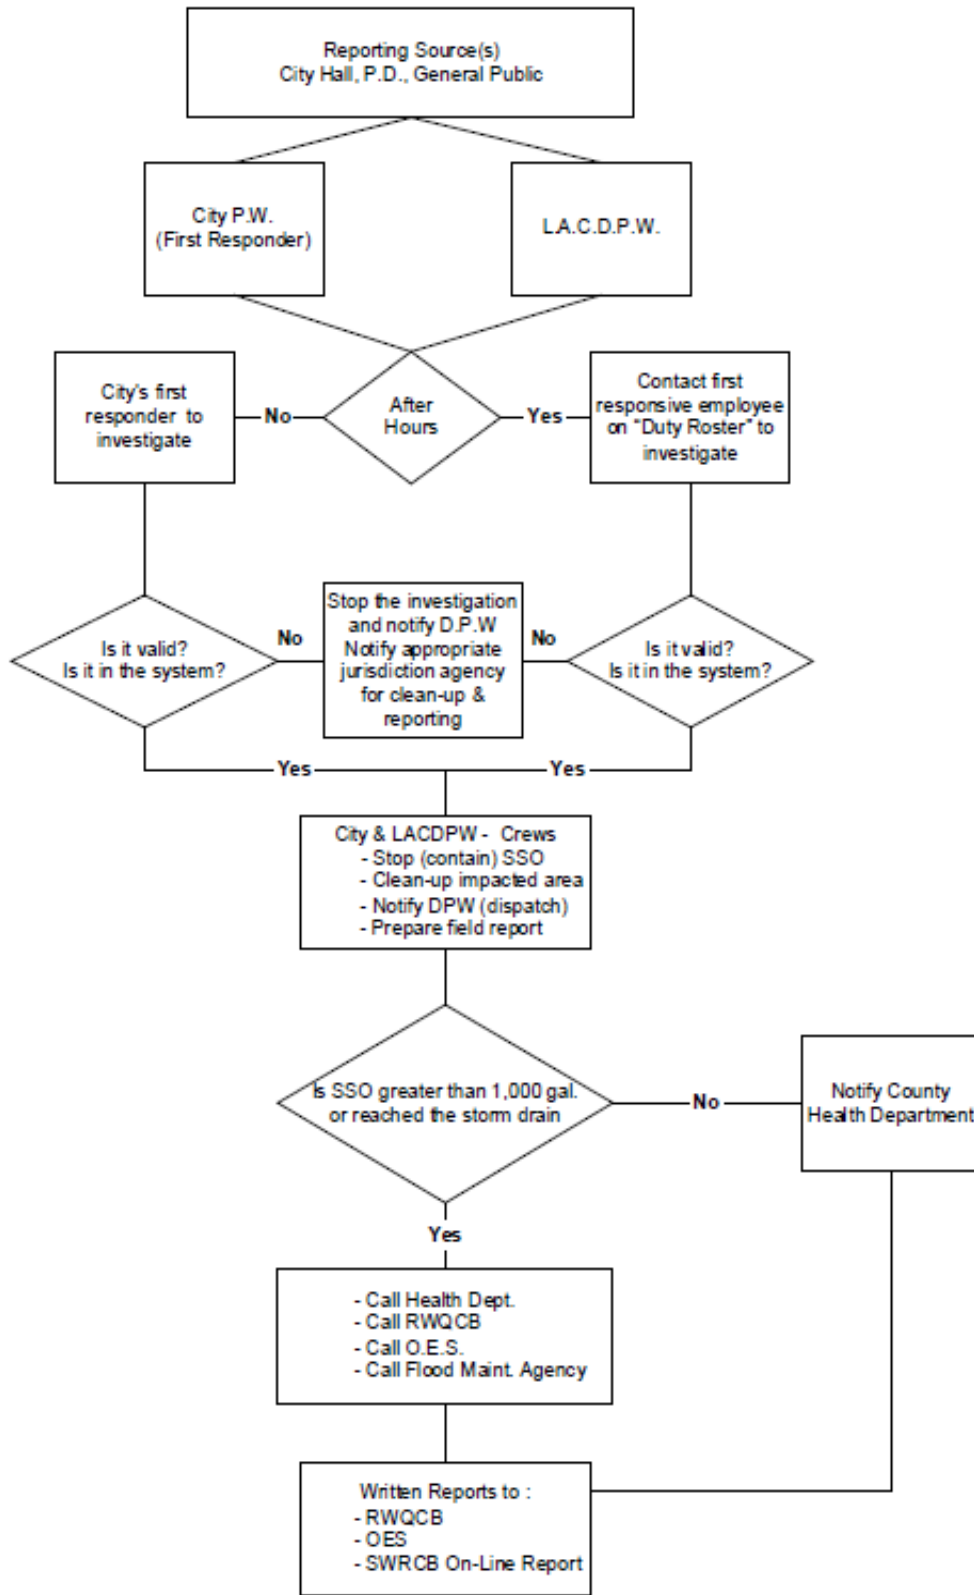 Reporting Source(s)
City Hall, P.D., General Public
City P.W.
(First Responder)
L.A.C.D.P.W.
City's first
responder to
investigate
No
After
Hours
Yes
Contact first
responsive employee
on "Duty Roster" to
investigate
Is it valid?
Is it in the system?
No
Stop the investigation
and notify D.P.W
Notify appropriate
jurisdiction agency
for clean-up &
reporting
No
Is it valid?
Is it in the system?
Yes
Yes
City & LACDPW - Crews
- Stop (contain) SSO
- Clean-up impacted area
- Notify DPW (dispatch)
- Prepare field report
Is SSO greater than 1,000 gal.
or reached the storm drain
No
Notify County
Health Department
Yes
- Call Health Dept.
- Call RWQCB
- Call O.E.S.
- Call Flood Maint. Agency
Written Reports to :
- RWQCB
- OES
- SWRCB On-Line Report